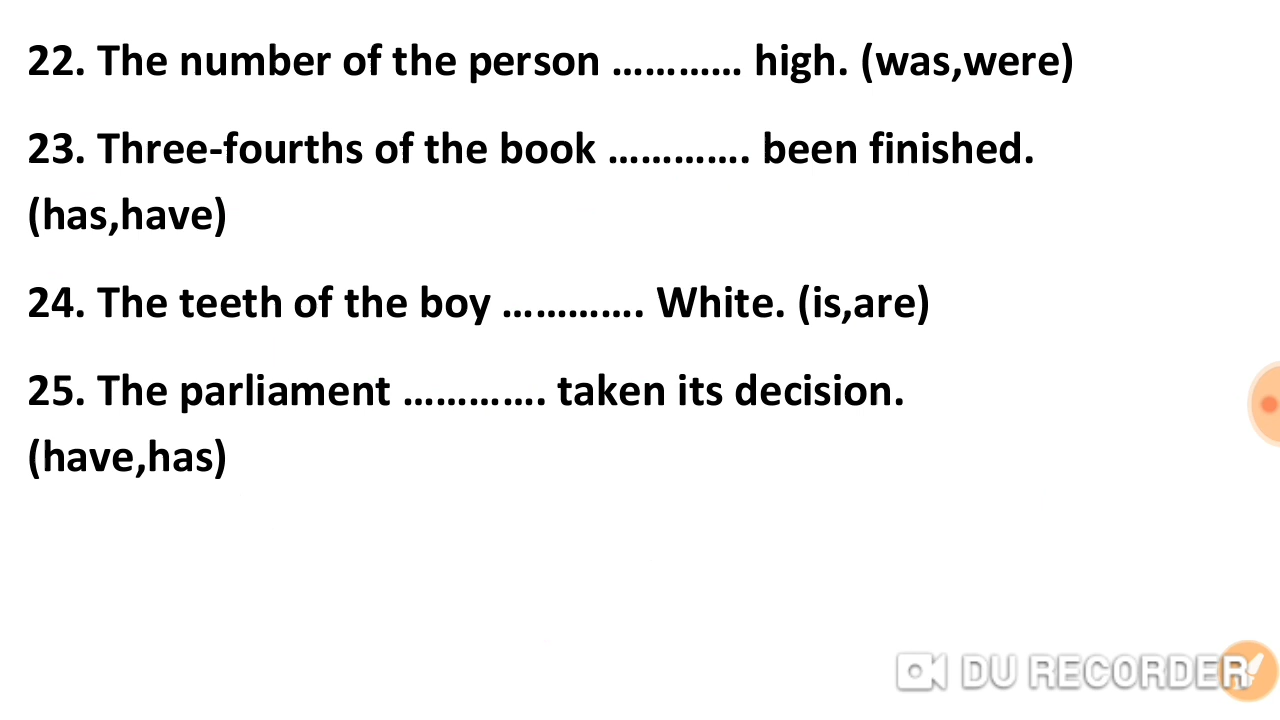 22. The number of the person ………… high. (was,were)
23. Three-fourths of the book …………. been finished.
(has,have)
24. The teeth of the boy …………. White. (is,are)
25. The parliament …………. taken its decision.
(have,has)
DU RECORDER